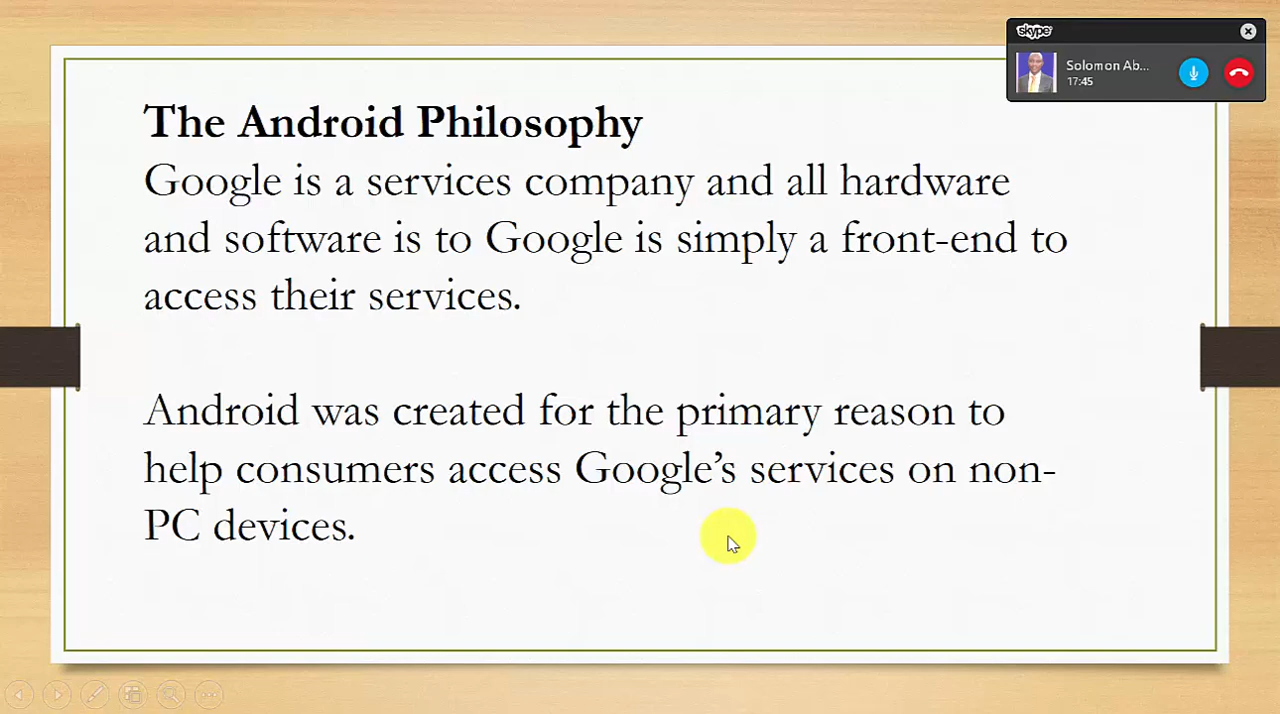 skype
Solomon Ab...
17:45
The Android Philosophy
Google is a services company and all hardware
and software is to Google is simply a front-end to
access their services.
Android was created for the primary reason to
help consumers access Google’s services on non-
PC devices.